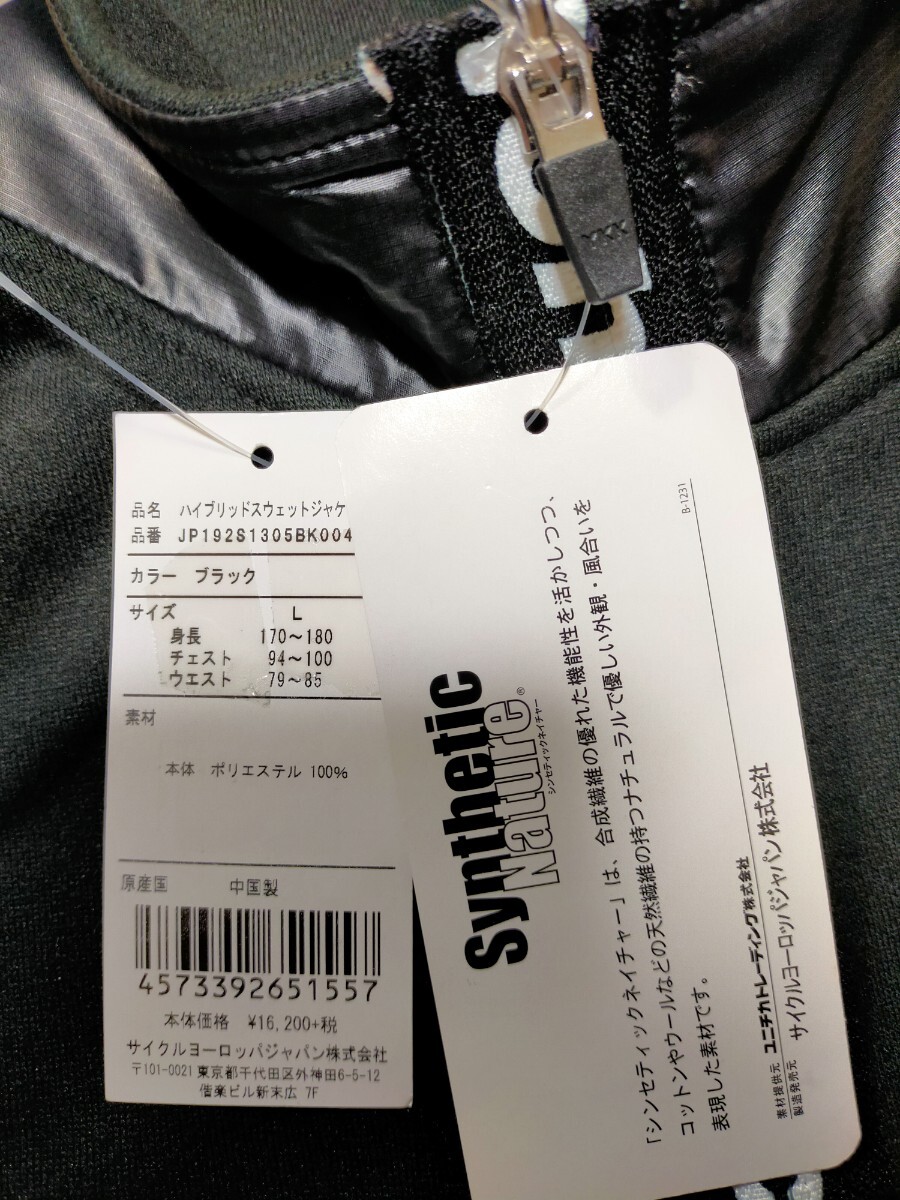 YKK
品名 ハイブリッドスウェットジャケ
品番 JP192S1305BK004
カラー ブラック
サイズ L
身長 170～180
チェスト 94～100
ウエスト 79～85
素材
本体 ポリエステル 100%
原産国 中国製
4573392651557
本体価格 ¥16,200+税
サイクルヨーロッパジャパン株式会社
〒101-0021 東京都千代田区外神田6-5-12
偕楽ビル新末広 7F
Synthetic
Nature®
シンセティックネイチャー
「シンセティックネイチャー」は、合成繊維の優れた機能性を活かしつつ、
コットンやウールなどの天然繊維の持つナチュラルで優しい外観・風合いを
表現した素材です。
素材提供元 ユニチカトレーディング株式会社
製造発売元 サイクルヨーロッパジャパン株式会社
B-1231